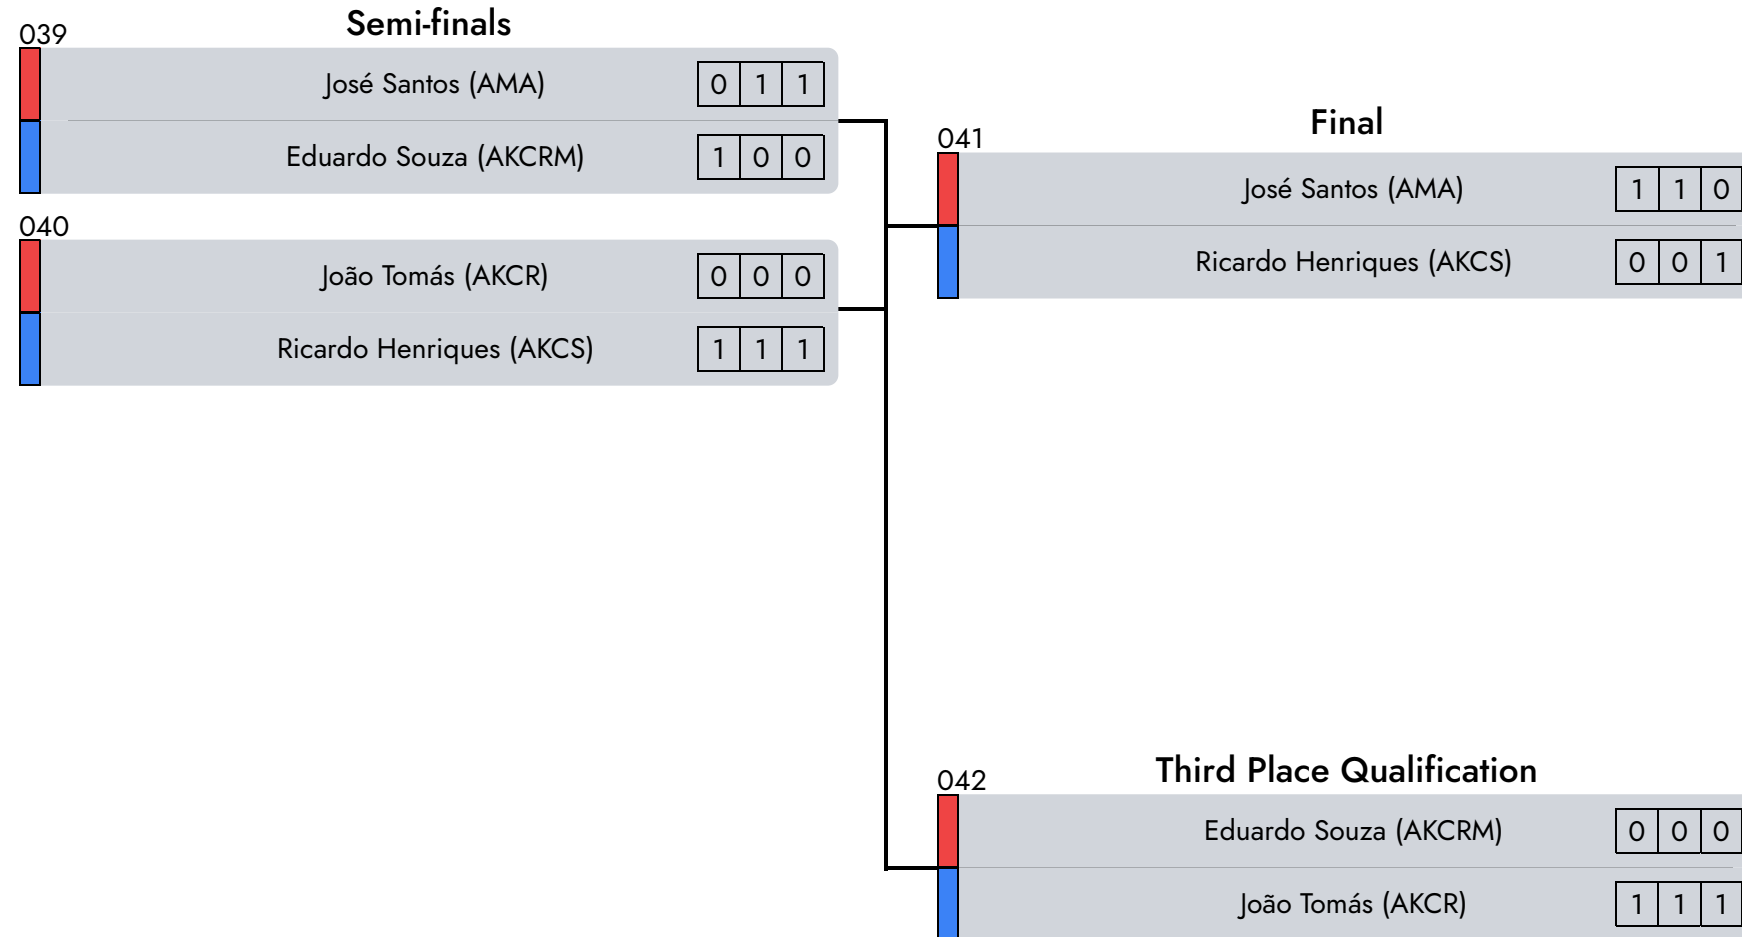 Semi-finals
039
José Santos (AMA) 0 1 1
Eduardo Souza (AKCRM) 1 0 0
040
João Tomás (AKCR) 0 0 0
Ricardo Henriques (AKCS) 1 1 1
Final
041
José Santos (AMA) 1 1 0
Ricardo Henriques (AKCS) 0 0 1
Third Place Qualification
042
Eduardo Souza (AKCRM) 0 0 0
João Tomás (AKCR) 1 1 1